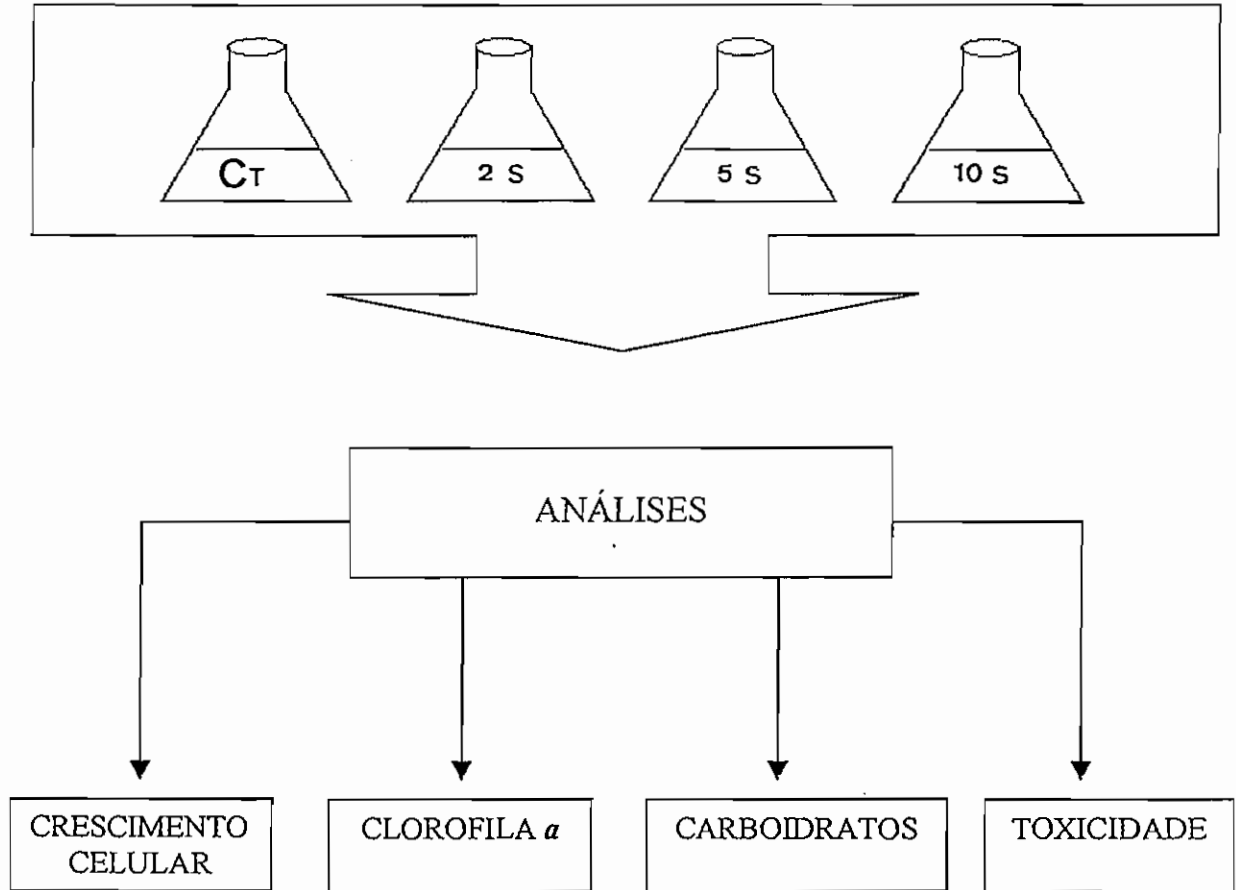 CT
2 S
5 S
10 S
ANÁLISES
CRESCIMENTO
CELULAR
CLOROFILA a
CARBOIDRATOS
TOXICIDADE